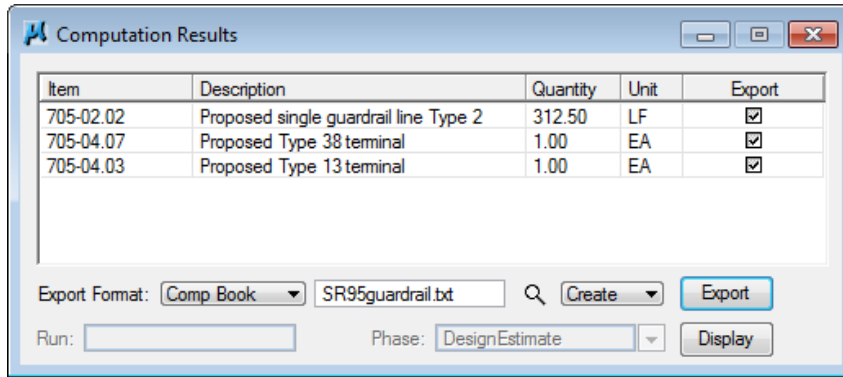 Computation Results
Item Description Quantity Unit Export
705-02.02 Proposed single guardrail line Type 2 312.50 LF
705-04.07 Proposed Type 38 terminal 1.00 EA
705-04.03 Proposed Type 13 terminal 1.00 EA
Export Format: Comp Book SR95guardrail.txt Create Export
Run: Phase: DesignEstimate Display